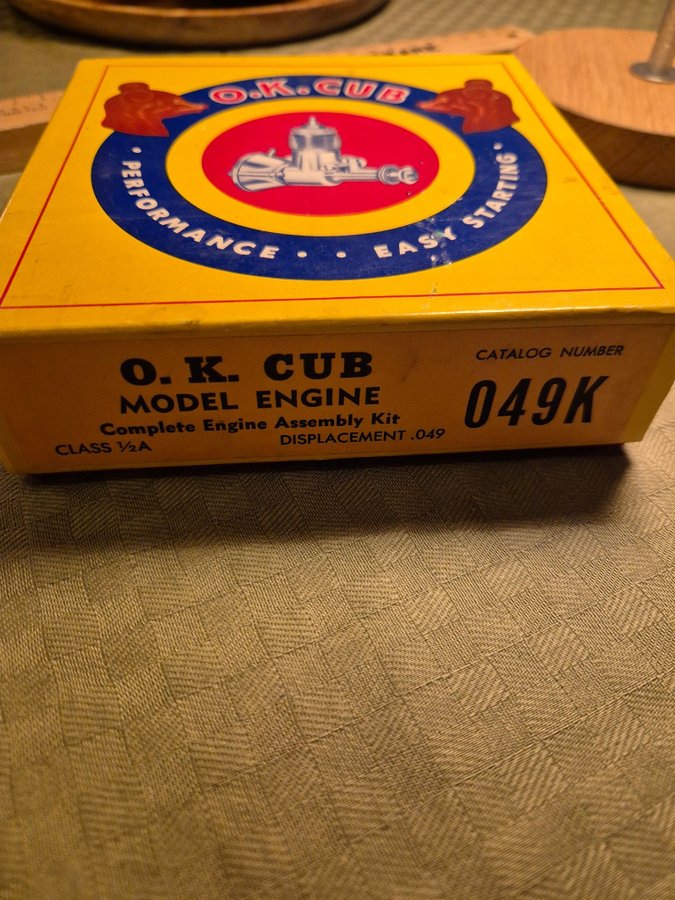 O.K. CUB
• PERFORMANCE •
• EASY STARTING •
O. K. CUB
MODEL ENGINE
Complete Engine Assembly Kit
CLASS ½A
DISPLACEMENT .049
CATALOG NUMBER
049K